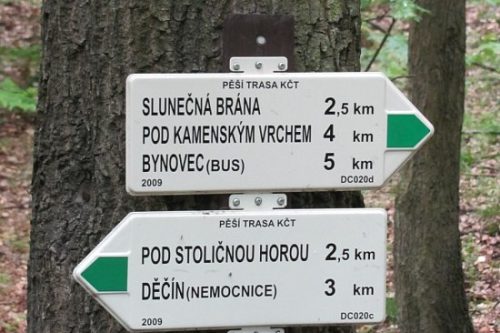 PĚŠÍ TRASA KČT
SLUNEČNÁ BRÁNA 2,5 km
POD KAMENSKÝM VRCHEM 4 km
BYNOVEC (BUS) 5 km
2009 DC020d
PĚŠÍ TRASA KČT
POD STOLIČNOU HOROU 2,5 km
DĚČÍN (NEMOCNICE) 3 km
2009 DC020c